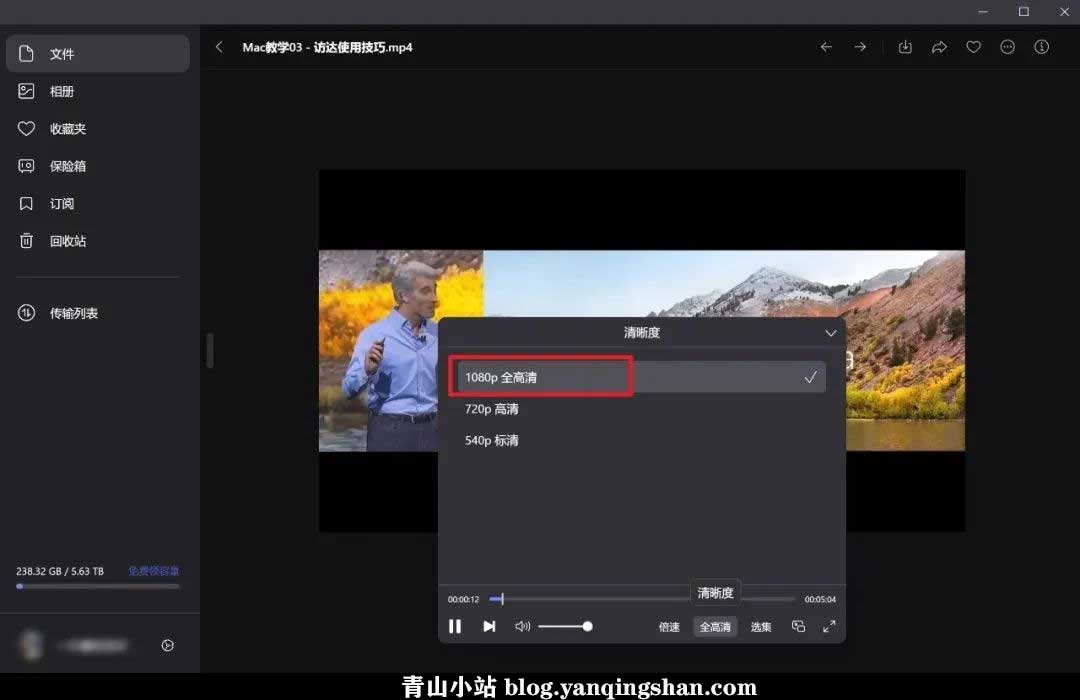 文件
相册
收藏夹
保险箱
订阅
回收站
传输列表
238.32 GB / 5.63 TB 免费领容量
Mac教学03 - 访达使用技巧.mp4
清晰度
1080p 全高清
720p 高清
540p 标清
清晰度
00:00:12 00:05:04
倍速 全高清 选集
青山小站 blog.yanqingshan.com